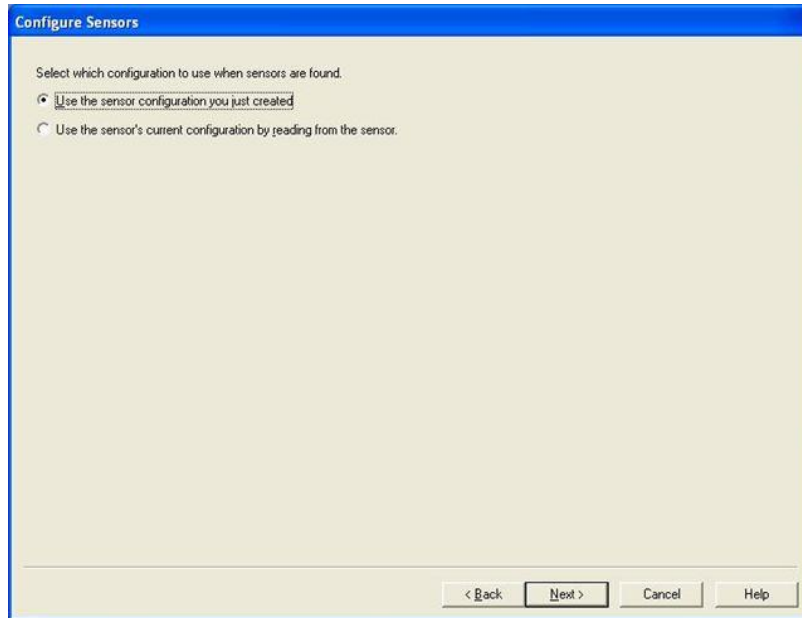 Configure Sensors
Select which configuration to use when sensors are found.
Use the sensor configuration you just created
Use the sensor's current configuration by reading from the sensor.
< Back Next > Cancel Help